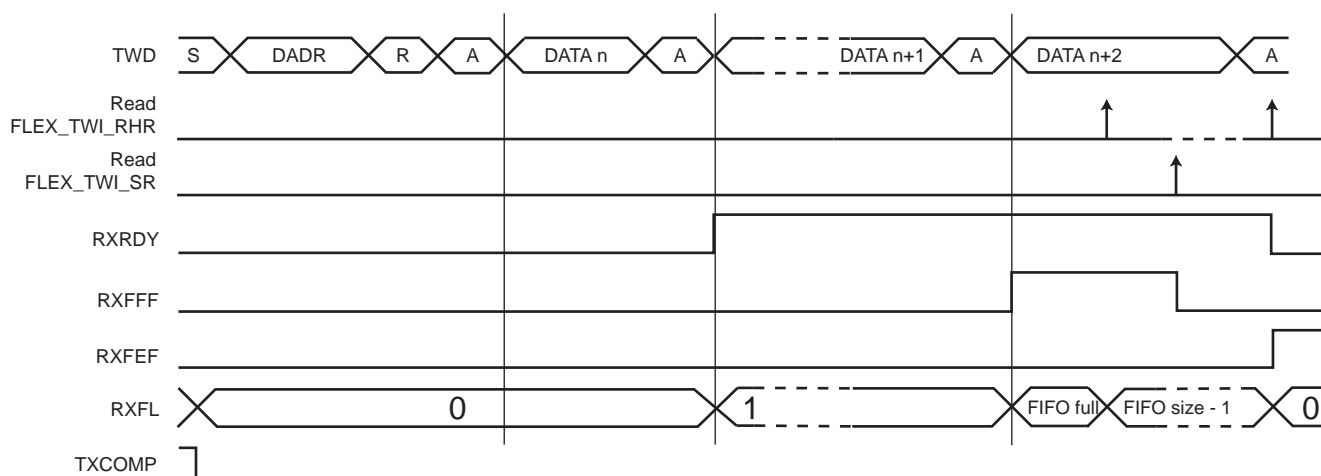 TWD S DADR R A DATA n A DATA n+1 A DATA n+2 A
Read
FLEX_TWI_RHR
Read
FLEX_TWI_SR
RXRDY
RXFFF
RXFEF
RXFL 0 1 FIFO full FIFO size - 1 0
TXCOMP